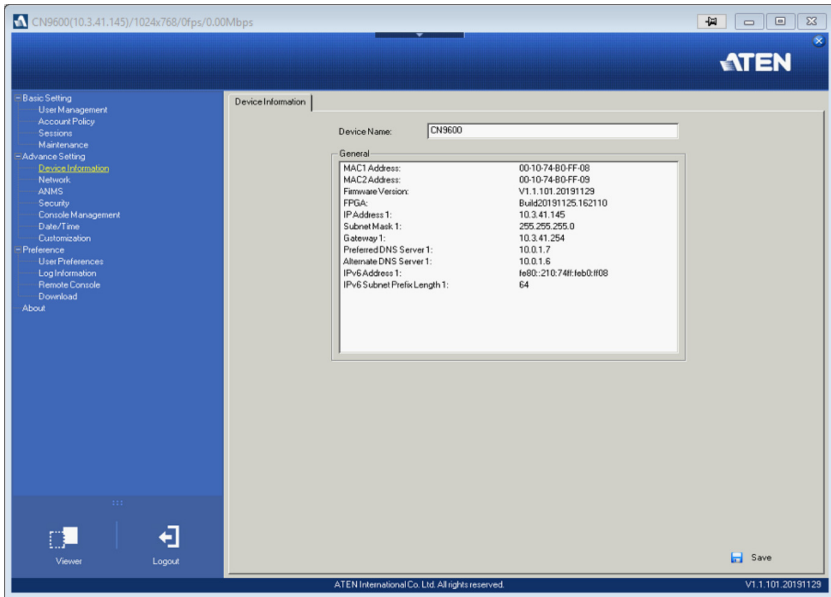 CN9600(10.3.41.145)/1024x768/0fps/0.00Mbps
ATEN
Basic Setting
User Management
Account Policy
Sessions
Maintenance
Advance Setting
Device Information
Network
ANMS
Security
Console Management
Date/Time
Customization
Preference
User Preferences
Log Information
Remote Console
Download
About
Viewer
Logout
Device Information
Device Name: CN9600
General
MAC1 Address: 00-10-74-B0-FF-08
MAC2 Address: 00-10-74-B0-FF-09
Firmware Version: V1.1.101.20191129
FPGA: Build20191125.162110
IP Address 1: 10.3.41.145
Subnet Mask 1: 255.255.255.0
Gateway 1: 10.3.41.254
Preferred DNS Server 1: 10.0.1.7
Alternate DNS Server 1: 10.0.1.6
IPv6 Address 1: fe80::210:74ff:feb0:ff08
IPv6 Subnet Prefix Length 1: 64
Save
ATEN International Co. Ltd. All rights reserved.
V1.1.101.20191129